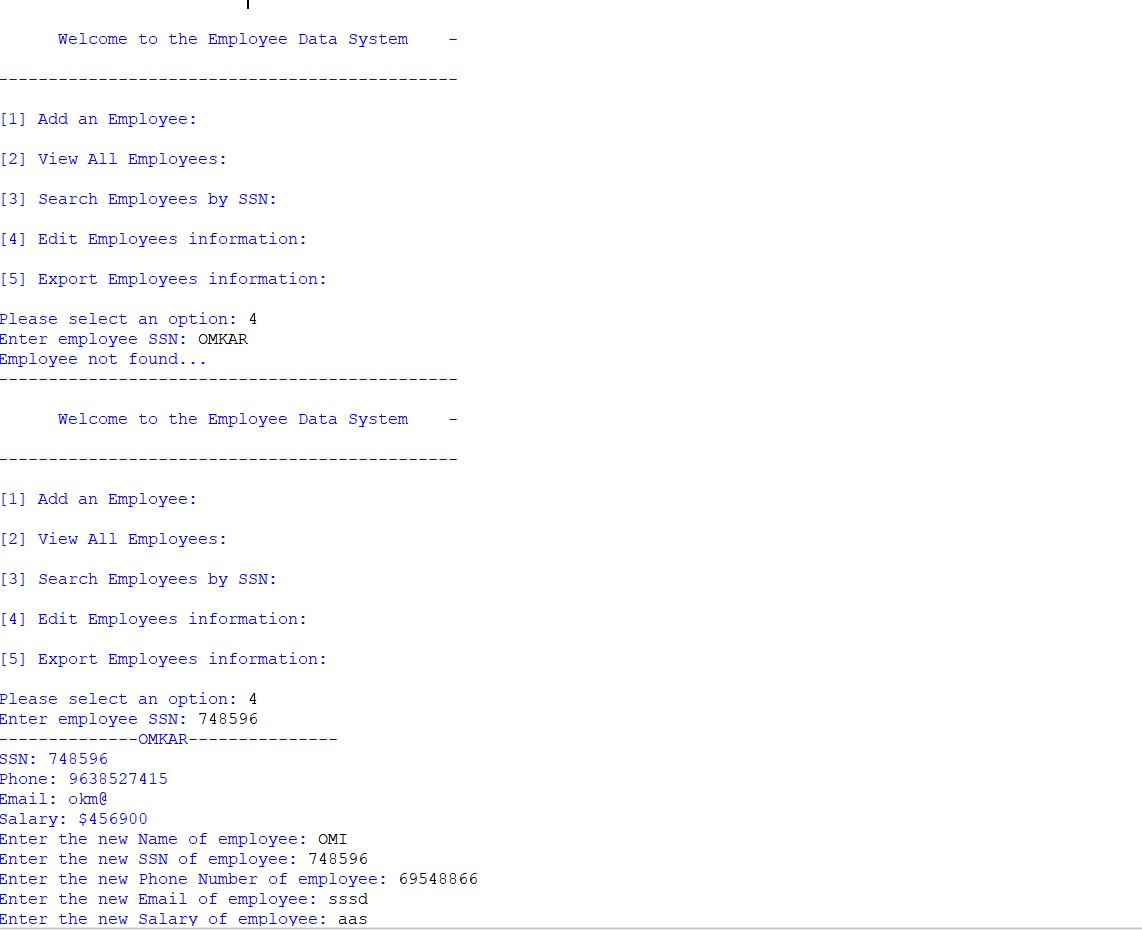 Welcome to the Employee Data System    -
----------------------------------------------
[1] Add an Employee:
[2] View All Employees:
[3] Search Employees by SSN:
[4] Edit Employees information:
[5] Export Employees information:
Please select an option: 4
Enter employee SSN: OMKAR
Employee not found...
----------------------------------------------
Welcome to the Employee Data System    -
----------------------------------------------
[1] Add an Employee:
[2] View All Employees:
[3] Search Employees by SSN:
[4] Edit Employees information:
[5] Export Employees information:
Please select an option: 4
Enter employee SSN: 748596
--------------OMKAR---------------
SSN: 748596
Phone: 9638527415
Email: okm@
Salary: $456900
Enter the new Name of employee: OMI
Enter the new SSN of employee: 748596
Enter the new Phone Number of employee: 69548866
Enter the new Email of employee: sssd
Enter the new Salary of employee: aas